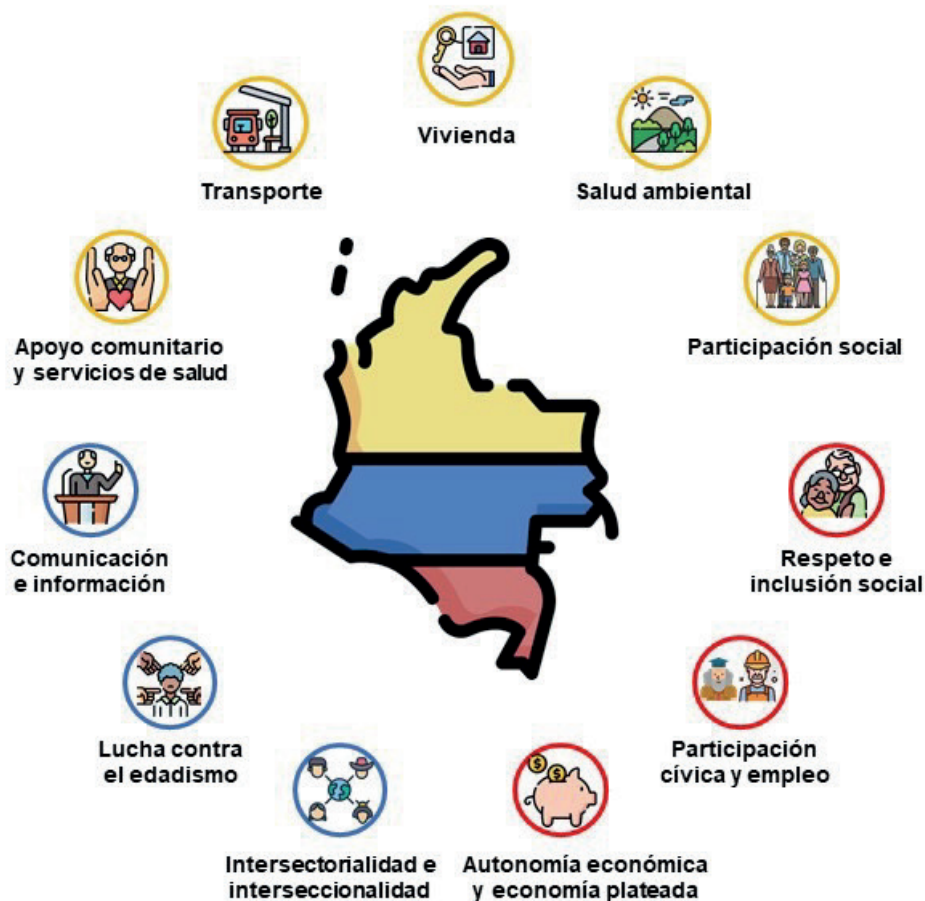 Vivienda
Transporte
Salud ambiental
Apoyo comunitario
y servicios de salud
Participación social
Comunicación
e información
Respeto e
inclusión social
Lucha contra
el edadismo
Participación
cívica y empleo
Intersectorialidad e
interseccionalidad
Autonomía económica
y economía plateada